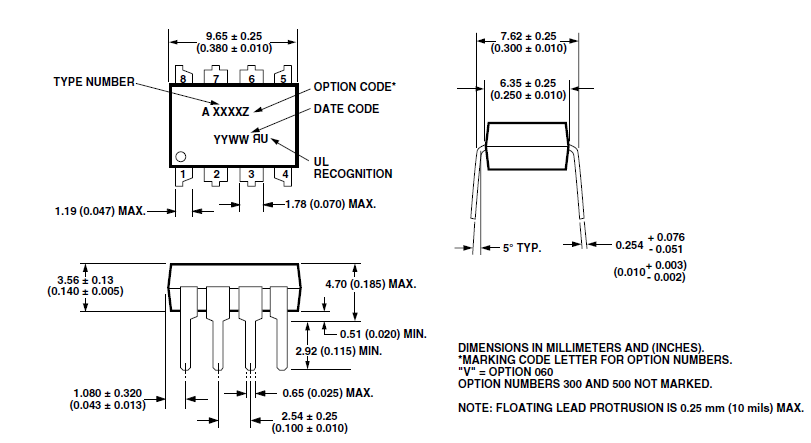 9.65 ± 0.25
(0.380 ± 0.010)
8 7 6 5
TYPE NUMBER
OPTION CODE*
A XXXXZ
DATE CODE
YYWW RU
UL
RECOGNITION
1 2 3 4
1.19 (0.047) MAX.
1.78 (0.070) MAX.
7.62 ± 0.25
(0.300 ± 0.010)
6.35 ± 0.25
(0.250 ± 0.010)
5° TYP.
0.254 + 0.076
- 0.051
(0.010 + 0.003)
- 0.002)
3.56 ± 0.13
(0.140 ± 0.005)
4.70 (0.185) MAX.
0.51 (0.020) MIN.
2.92 (0.115) MIN.
1.080 ± 0.320
(0.043 ± 0.013)
0.65 (0.025) MAX.
2.54 ± 0.25
(0.100 ± 0.010)
DIMENSIONS IN MILLIMETERS AND (INCHES).
*MARKING CODE LETTER FOR OPTION NUMBERS.
"V" = OPTION 060
OPTION NUMBERS 300 AND 500 NOT MARKED.
NOTE: FLOATING LEAD PROTRUSION IS 0.25 mm (10 mils) MAX.